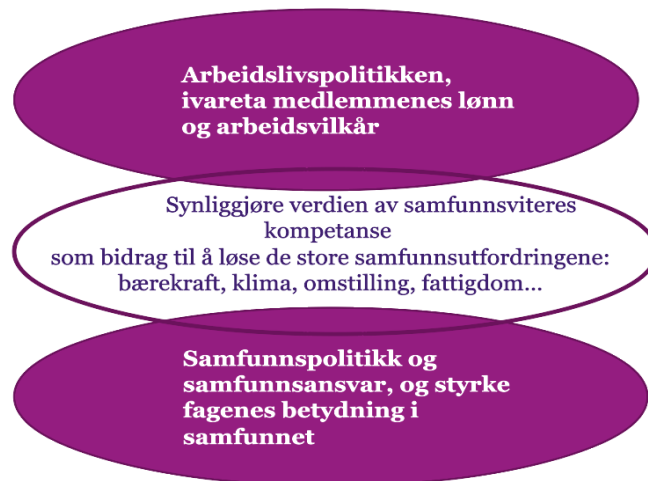 Arbeidslivspolitikken,
ivareta medlemmenes lønn
og arbeidsvilkår
Synliggjøre verdien av samfunnsviteres
kompetanse
som bidrag til å løse de store samfunnsutfordringene:
bærekraft, klima, omstilling, fattigdom...
Samfunnspolitikk og
samfunnsansvar, og styrke
fagenes betydning i
samfunnet